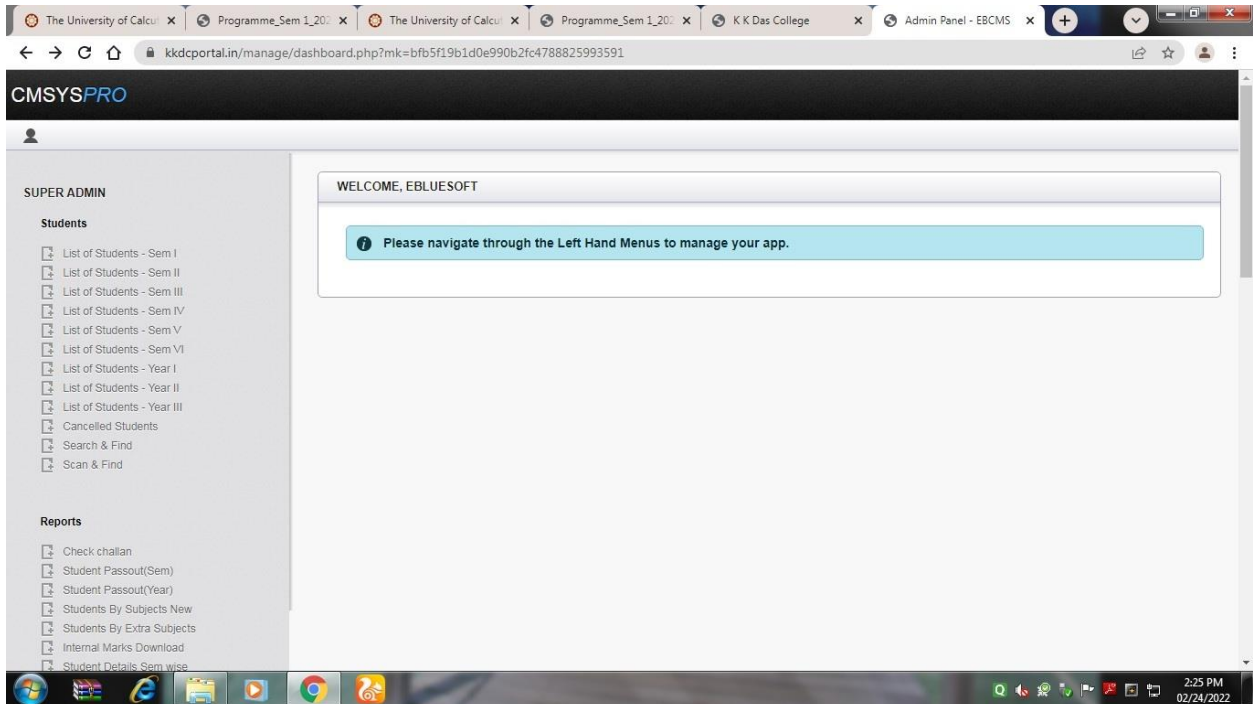 The University of Calcut
Programme_Sem 1_202
The University of Calcut
Programme_Sem 1_202
K K Das College
Admin Panel - EBCMS
kkdcportal.in/manage/dashboard.php?mk=bfb5f19b1d0e990b2fc4788825993591
CMSYSPRO
SUPER ADMIN
Students
List of Students - Sem I
List of Students - Sem II
List of Students - Sem III
List of Students - Sem IV
List of Students - Sem V
List of Students - Sem VI
List of Students - Year I
List of Students - Year II
List of Students - Year III
Cancelled Students
Search & Find
Scan & Find
Reports
Check challan
Student Passout(Sem)
Student Passout(Year)
Students By Subjects New
Students By Extra Subjects
Internal Marks Download
Student Details Sem wise
WELCOME, EBLUESOFT
Please navigate through the Left Hand Menus to manage your app.
2:25 PM
02/24/2022